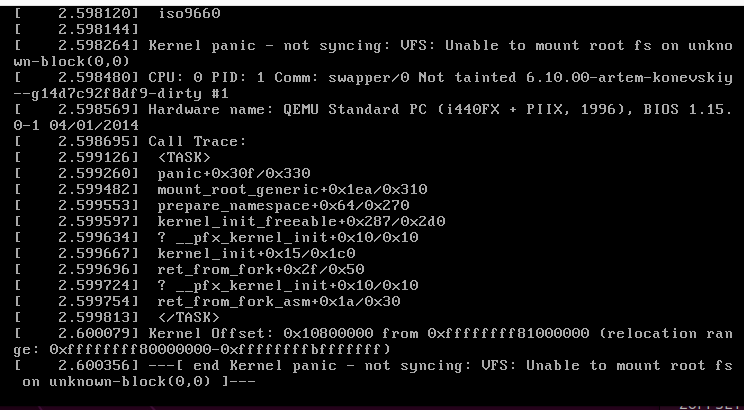 [    2.598120]  iso9660
[    2.598144]
[    2.598264] Kernel panic - not syncing: VFS: Unable to mount root fs on unkno
wn-block(0,0)
[    2.598480] CPU: 0 PID: 1 Comm: swapper/0 Not tainted 6.10.00-artem-konevskiy
--g14d7c92f8df9-dirty #1
[    2.598569] Hardware name: QEMU Standard PC (i440FX + PIIX, 1996), BIOS 1.15.
0-1 04/01/2014
[    2.598695] Call Trace:
[    2.599126]  <TASK>
[    2.599260]  panic+0x30f/0x330
[    2.599482]  mount_root_generic+0x1ea/0x310
[    2.599553]  prepare_namespace+0x64/0x270
[    2.599597]  kernel_init_freeable+0x287/0x2d0
[    2.599634]  ? __pfx_kernel_init+0x10/0x10
[    2.599667]  kernel_init+0x15/0x1c0
[    2.599696]  ret_from_fork+0x2f/0x50
[    2.599724]  ? __pfx_kernel_init+0x10/0x10
[    2.599754]  ret_from_fork_asm+0x1a/0x30
[    2.599813]  </TASK>
[    2.600079] Kernel Offset: 0x10800000 from 0xffffffff81000000 (relocation ran
ge: 0xffffffff80000000-0xffffffffbfffffff)
[    2.600356] ---[ end Kernel panic - not syncing: VFS: Unable to mount root fs
 on unknown-block(0,0) ]---